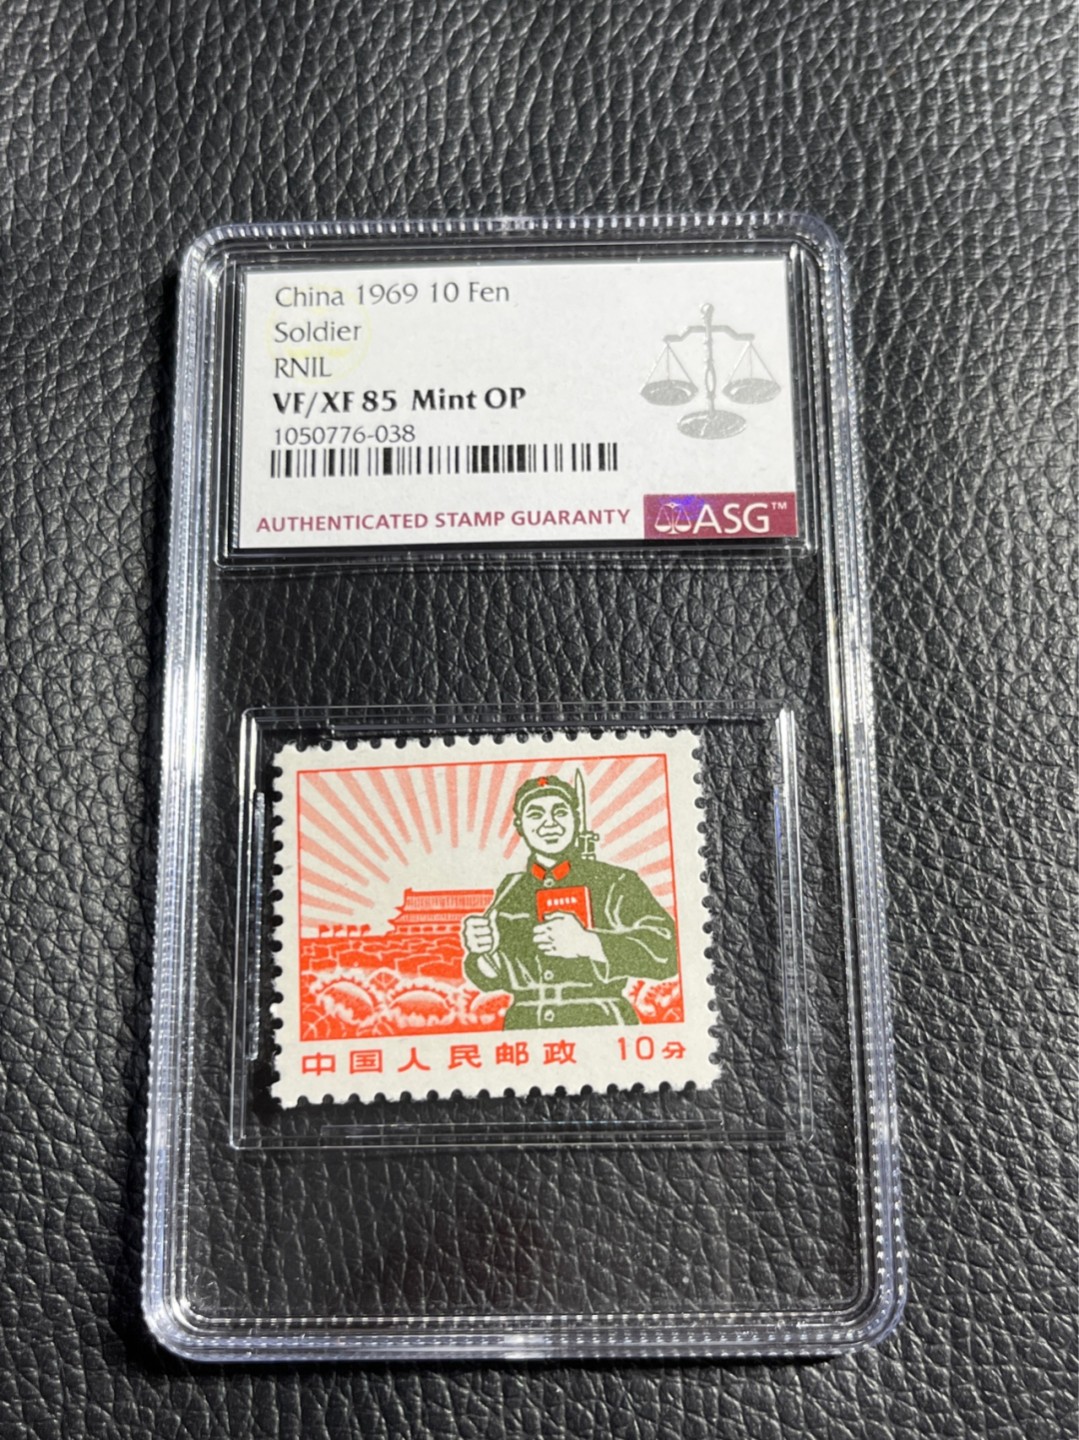 China 1969 10 Fen
Soldier
RNIL
VF/XF 85 Mint OP
1050776-038
AUTHENTICATED STAMP GUARANTY
ASG™
中国人民邮政 10分